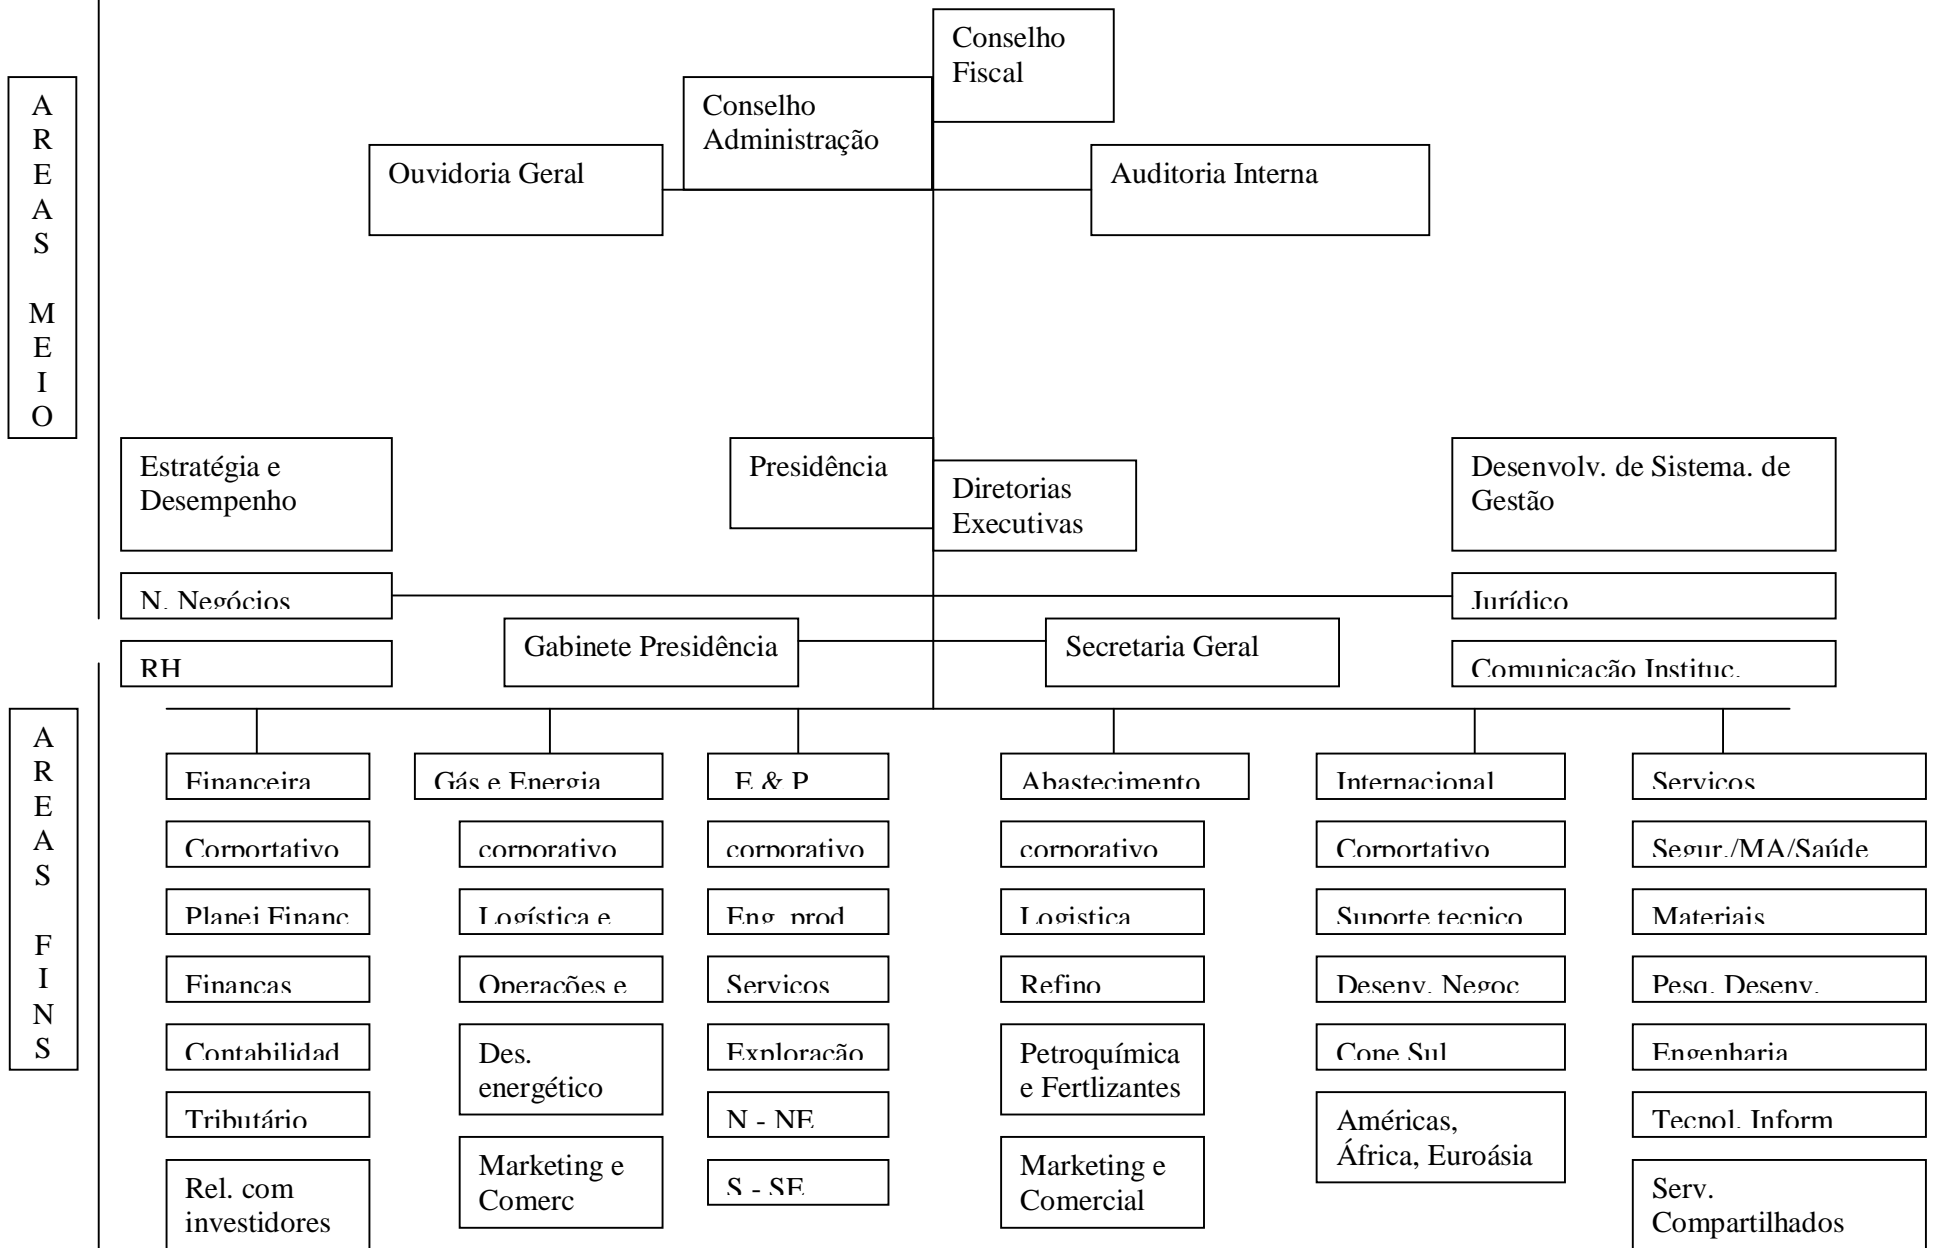 Conselho
Fiscal
Conselho
Administração
Ouvidoria Geral
Auditoria Interna
A
R
E
A
S
M
E
I
O
Estratégia e
Desempenho
Presidência
Diretorias
Executivas
Desenvolv. de Sistema. de
Gestão
N. Negócios
Jurídico
Gabinete Presidência
Secretaria Geral
RH
Comunicação Instituc.
A
R
E
A
S
F
I
N
S
Financeira
Corportativo
Planej Financ
Finanças
Contabilidad
Tributário
Rel. com
investidores
Gás e Energia
corporativo
Logística e
Operações e
Des.
energético
Marketing e
Comerc
E & P
corporativo
Eng. prod
Serviços
Exploração
N - NE
S - SE
Abastecimento
corporativo
Logistica
Refino
Petroquímica
e Fertlizantes
Marketing e
Comercial
Internacional
Corportativo
Suporte tecnico
Desenv. Negoc
Cone Sul
Américas,
África, Euroásia
Serviços
Segur./MA/Saúde
Materiais
Pesq. Desenv.
Engenharia
Tecnol. Inform
Serv.
Compartilhados